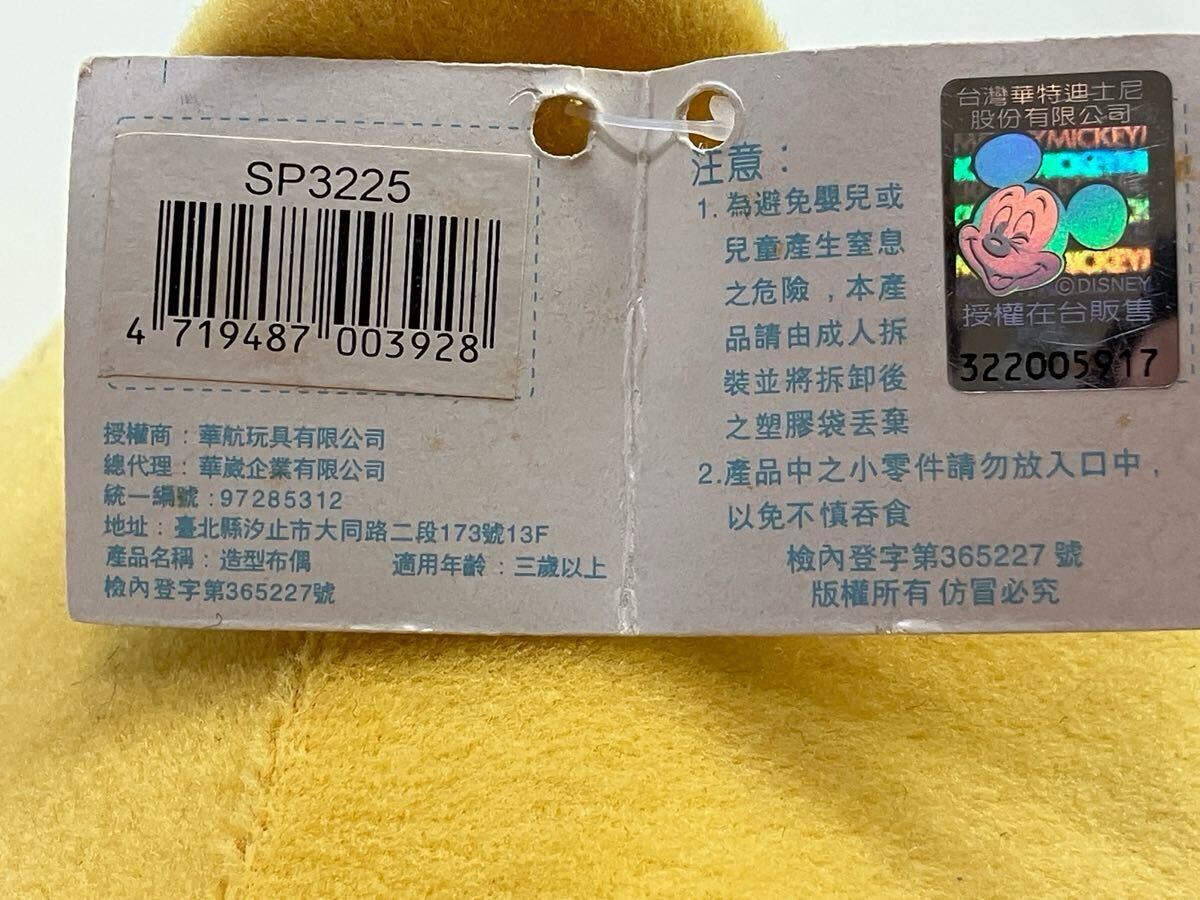 SP3225
4 719487 003928
授權商：華航玩具有限公司
總代理：華崴企業有限公司
統一編號：97285312
地址：臺北縣汐止市大同路二段173號13F
產品名稱：造型布偶 適用年齡：三歲以上
檢內登字第365227號
注意：
1. 為避免嬰兒或
兒童產生窒息
之危險，本產
品請由成人拆
裝並將拆卸後
之塑膠袋丟棄
2.產品中之小零件請勿放入口中，
以免不慎吞食
檢內登字第365227號
版權所有 仿冒必究
台灣華特迪士尼
股份有限公司
MICKEY!
MICKEY!
©DISNEY
授權在台販售
322005917